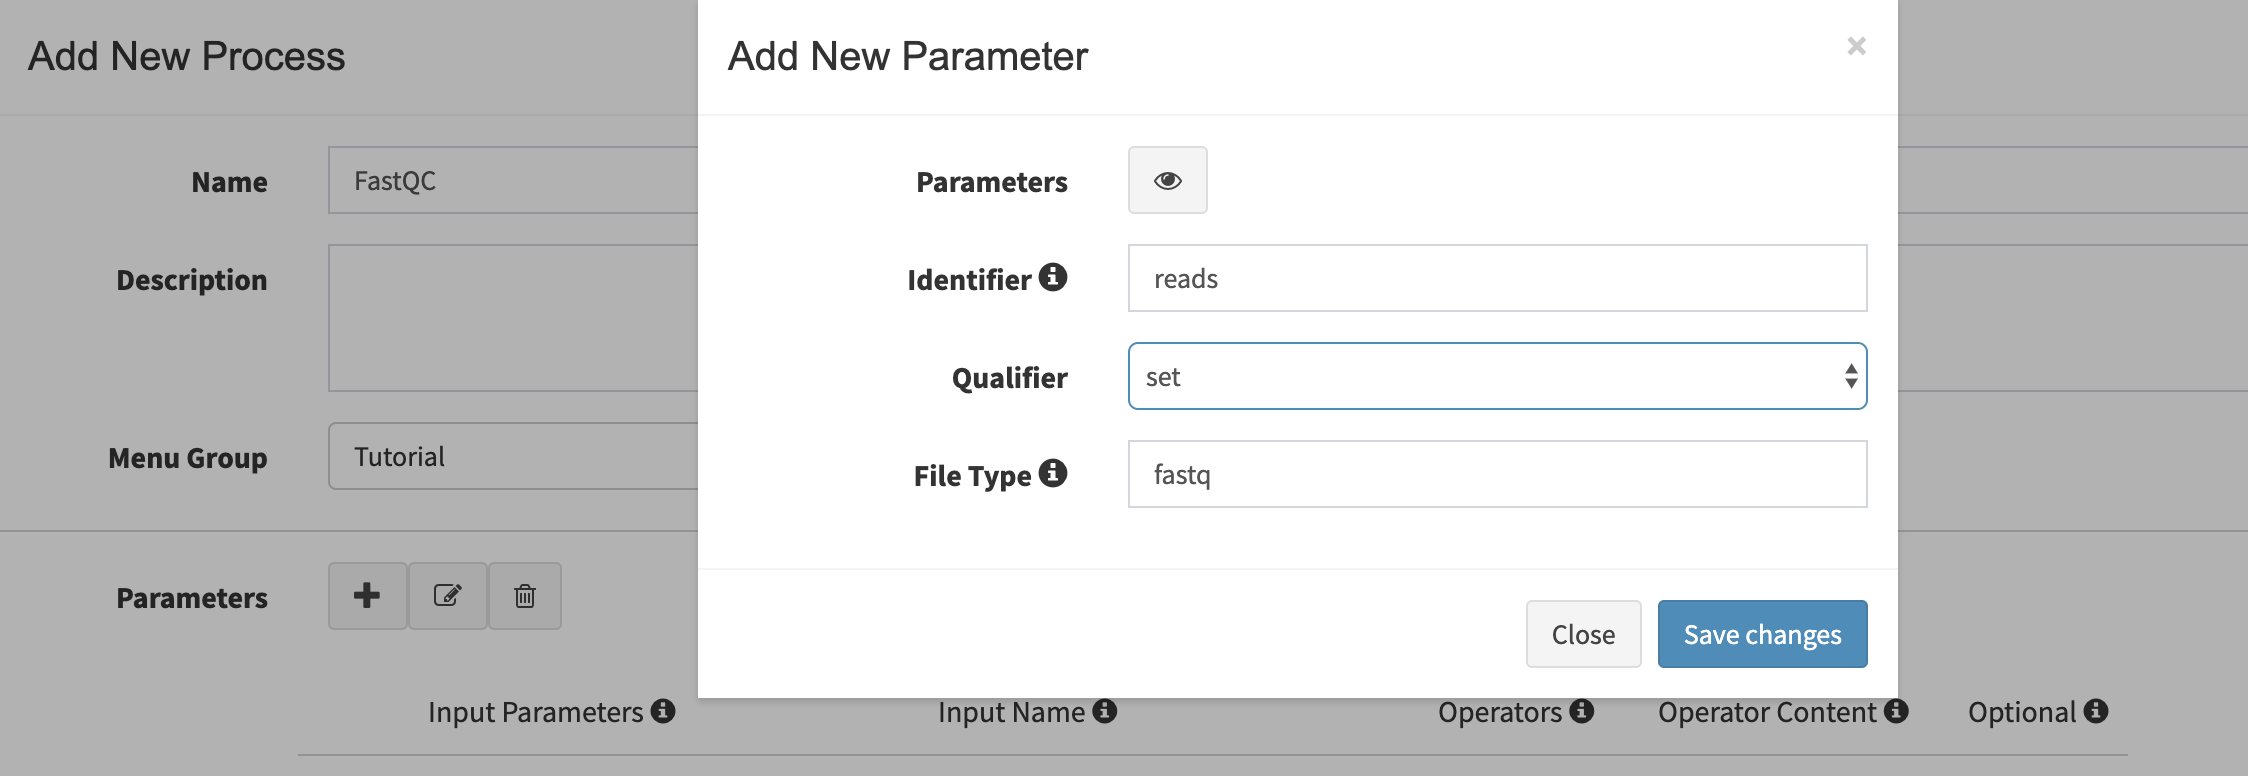 Add New Process
Name
FastQC
Description
Menu Group
Tutorial
Parameters
Input Parameters
Input Name
Operators
Operator Content
Optional
Add New Parameter
×
Parameters
Identifier
reads
Qualifier
set
File Type
fastq
Close
Save changes